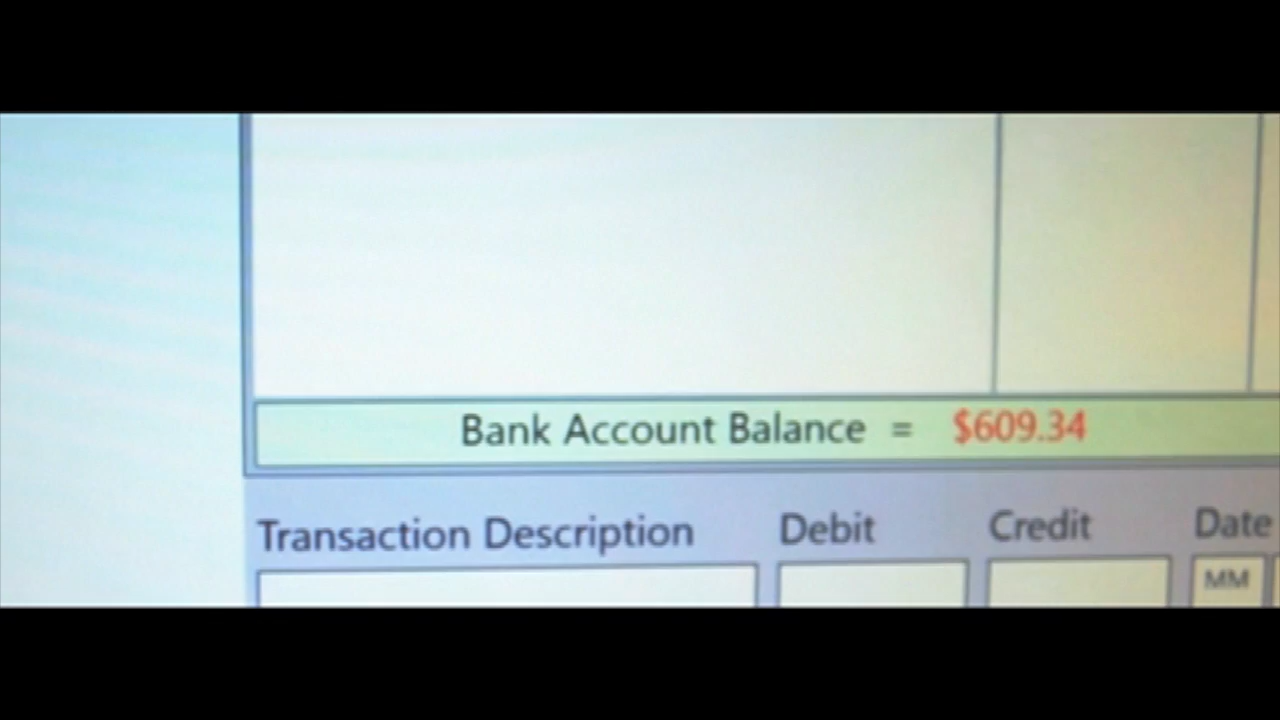 Bank Account Balance = $609.34
Transaction Description Debit Credit Date
MM